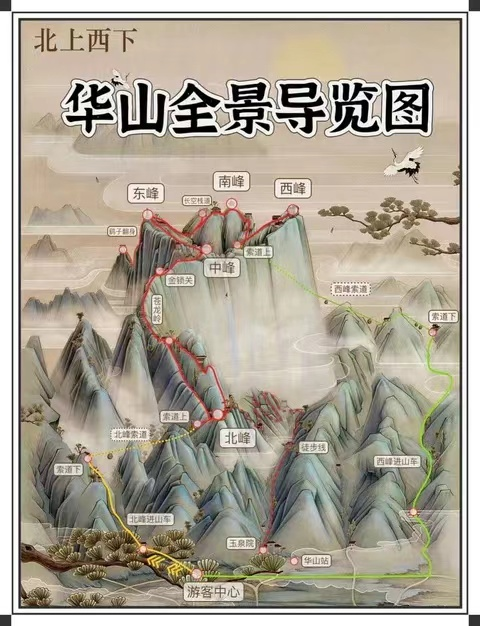 北上西下
华山全景导览图
南峰
东峰
西峰
长空栈道
鹞子翻身
中峰
索道上
金锁关
西峰索道
苍龙岭
索道下
索道上
北峰索道
北峰
徒步线
索道下
西峰进山车
北峰进山车
玉泉院
华山站
游客中心